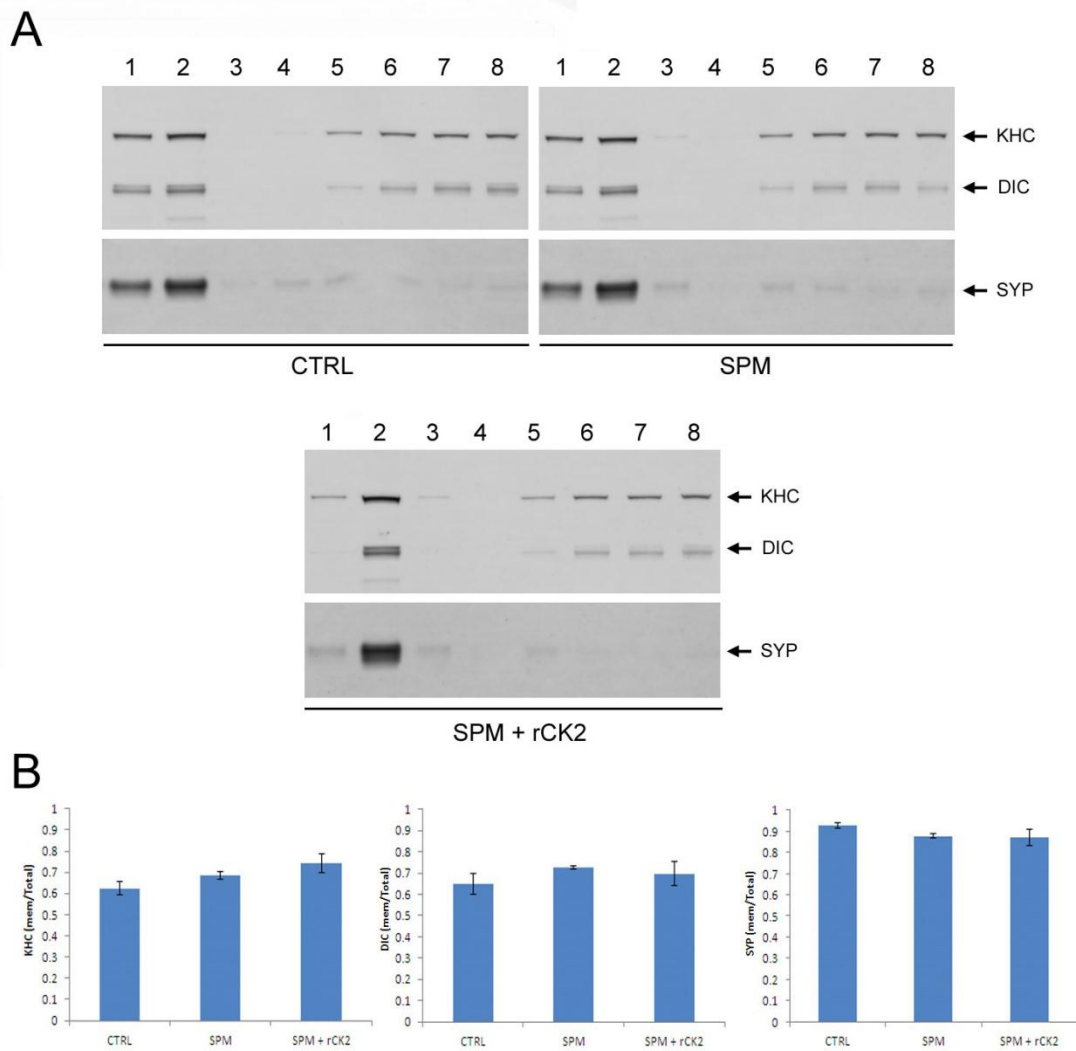 A
1 2 3 4 5 6 7 8 1 2 3 4 5 6 7 8
KHC
DIC
SYP
CTRL SPM
1 2 3 4 5 6 7 8
KHC
DIC
SYP
SPM + rCK2
B
KHC (mem/Total)
1
0.9
0.8
0.7
0.6
0.5
0.4
0.3
0.2
0.1
0
CTRL SPM SPM + rCK2
DIC (mem/Total)
1
0.9
0.8
0.7
0.6
0.5
0.4
0.3
0.2
0.1
0
CTRL SPM SPM + rCK2
SYP (mem/Total)
1
0.9
0.8
0.7
0.6
0.5
0.4
0.3
0.2
0.1
0
CTRL SPM SPM + rCK2